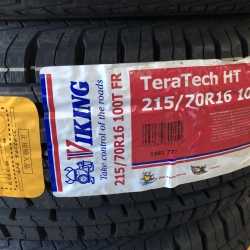 VIKING
Take control of the roads
215/70R16 100T FR
TeraTech HT
215/70R16 10